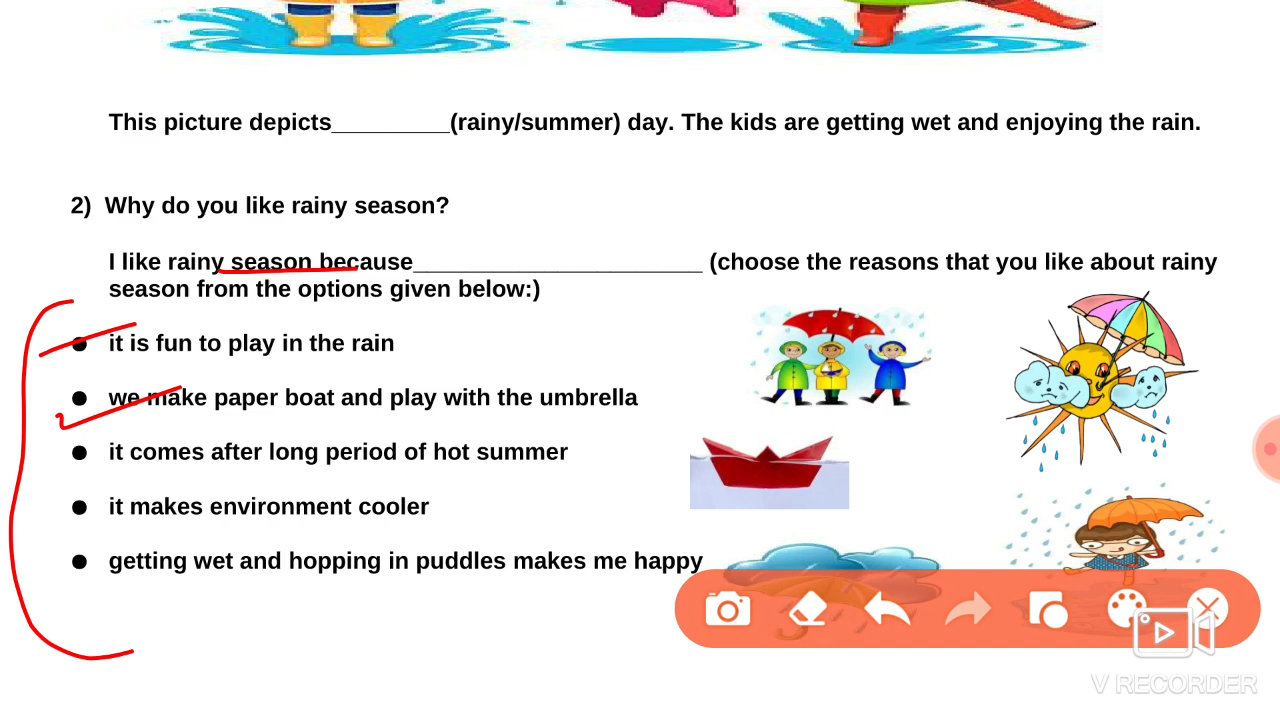 This picture depicts_________(rainy/summer) day. The kids are getting wet and enjoying the rain.
2) Why do you like rainy season?
I like rainy season because______________________ (choose the reasons that you like about rainy
season from the options given below:)
● it is fun to play in the rain
● we make paper boat and play with the umbrella
● it comes after long period of hot summer
● it makes environment cooler
● getting wet and hopping in puddles makes me happy
V RECORDER